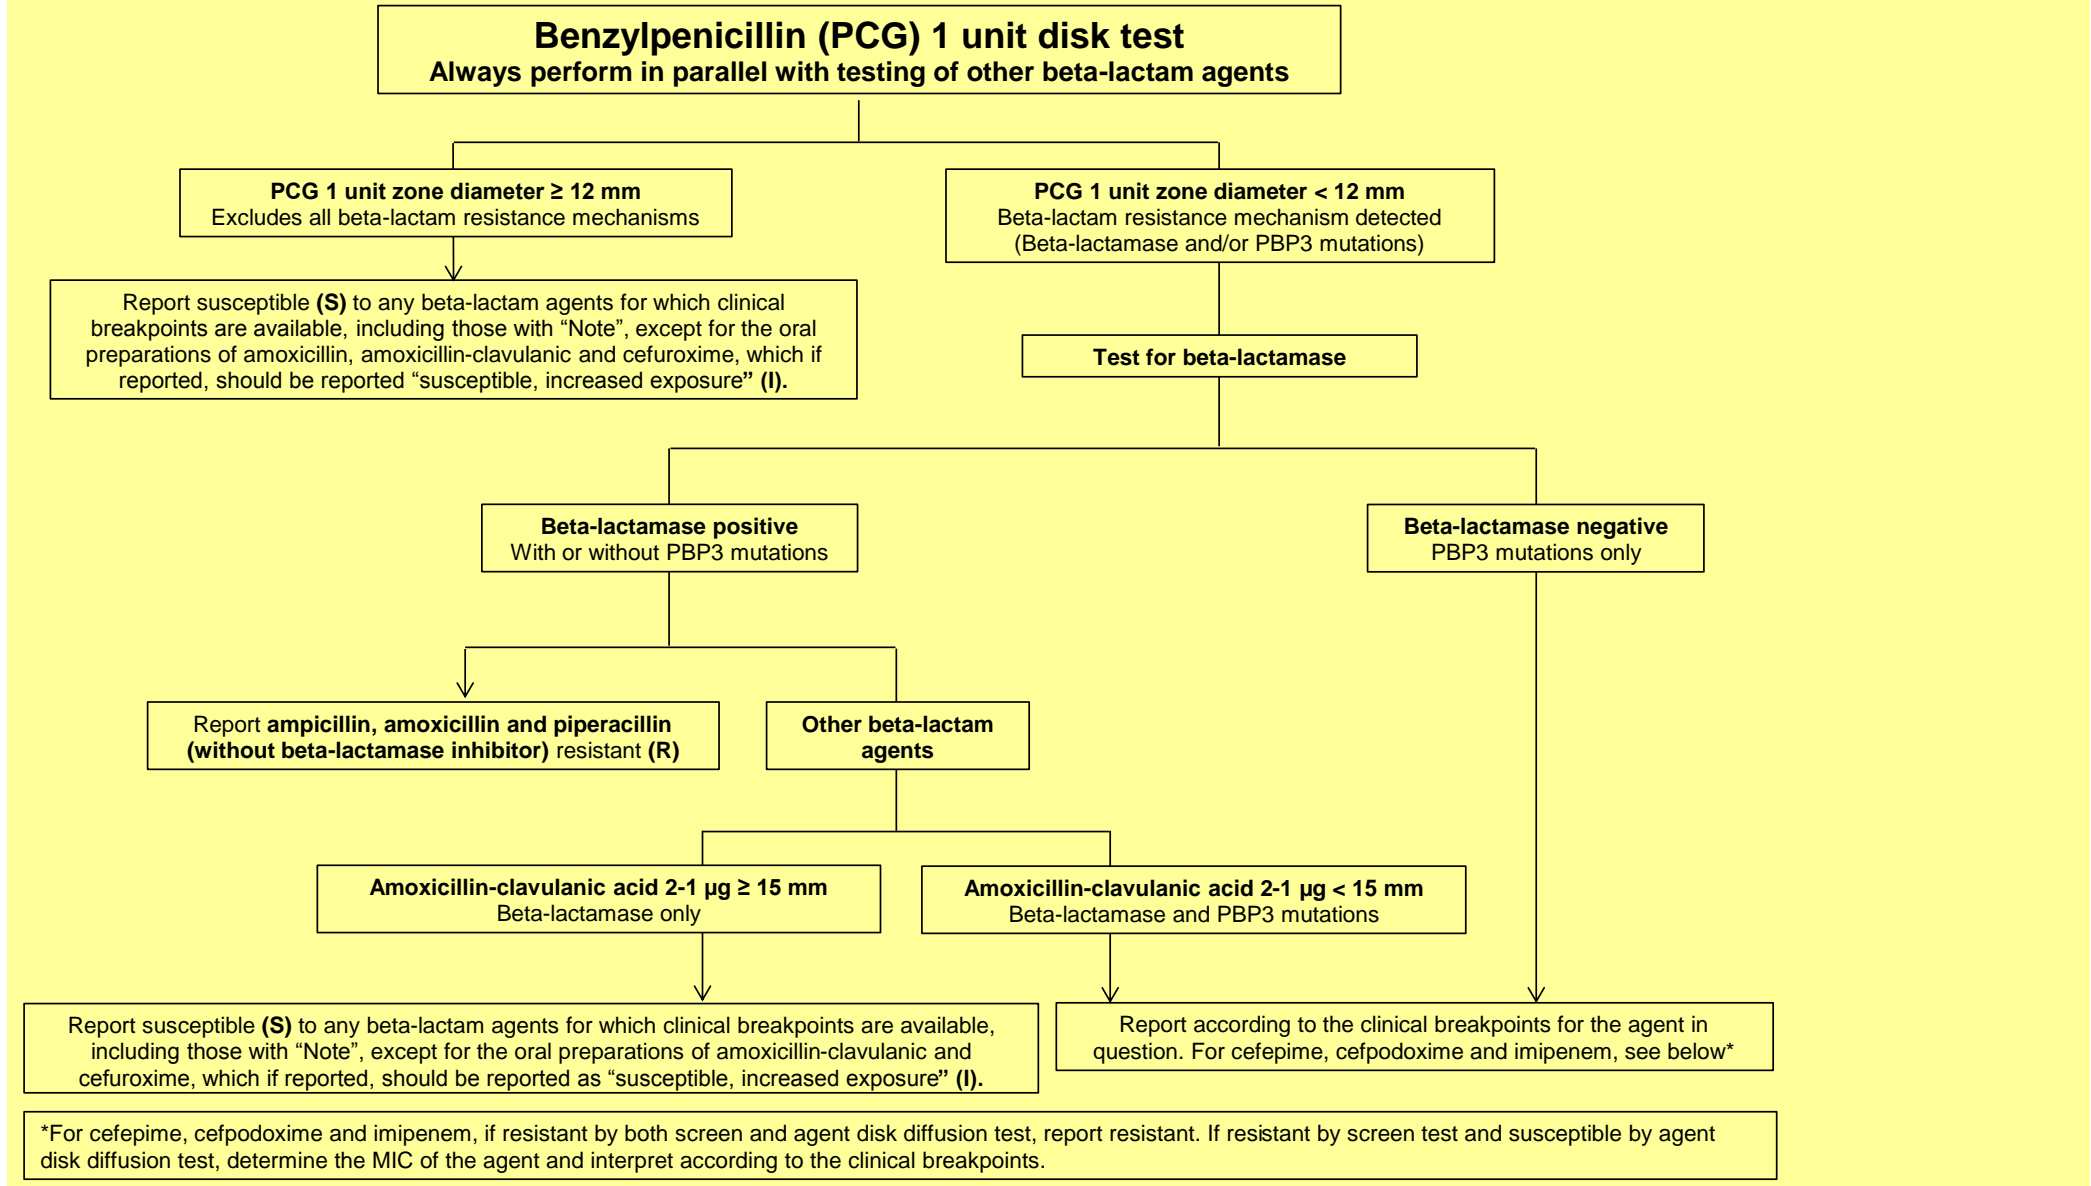 Benzylpenicillin (PCG) 1 unit disk test
Always perform in parallel with testing of other beta-lactam agents
PCG 1 unit zone diameter ≥ 12 mm
Excludes all beta-lactam resistance mechanisms
PCG 1 unit zone diameter < 12 mm
Beta-lactam resistance mechanism detected
(Beta-lactamase and/or PBP3 mutations)
Report susceptible (S) to any beta-lactam agents for which clinical
breakpoints are available, including those with “Note”, except for the oral
preparations of amoxicillin, amoxicillin-clavulanic and cefuroxime, which if
reported, should be reported “susceptible, increased exposure” (I).
Test for beta-lactamase
Beta-lactamase positive
With or without PBP3 mutations
Beta-lactamase negative
PBP3 mutations only
Report ampicillin, amoxicillin and piperacillin
(without beta-lactamase inhibitor) resistant (R)
Other beta-lactam
agents
Amoxicillin-clavulanic acid 2-1 µg ≥ 15 mm
Beta-lactamase only
Amoxicillin-clavulanic acid 2-1 µg < 15 mm
Beta-lactamase and PBP3 mutations
Report susceptible (S) to any beta-lactam agents for which clinical breakpoints are available,
including those with “Note”, except for the oral preparations of amoxicillin-clavulanic and
cefuroxime, which if reported, should be reported as “susceptible, increased exposure” (I).
Report according to the clinical breakpoints for the agent in
question. For cefepime, cefpodoxime and imipenem, see below*
*For cefepime, cefpodoxime and imipenem, if resistant by both screen and agent disk diffusion test, report resistant. If resistant by screen test and susceptible by agent
disk diffusion test, determine the MIC of the agent and interpret according to the clinical breakpoints.